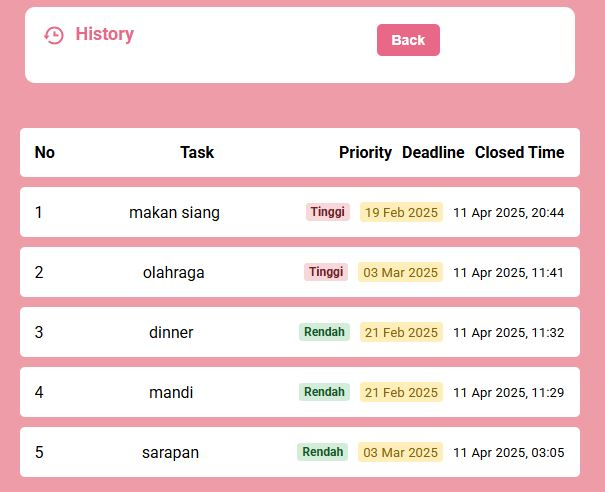 History
Back
No Task Priority Deadline Closed Time
1 makan siang Tinggi 19 Feb 2025 11 Apr 2025, 20:44
2 olahraga Tinggi 03 Mar 2025 11 Apr 2025, 11:41
3 dinner Rendah 21 Feb 2025 11 Apr 2025, 11:32
4 mandi Rendah 21 Feb 2025 11 Apr 2025, 11:29
5 sarapan Rendah 03 Mar 2025 11 Apr 2025, 03:05